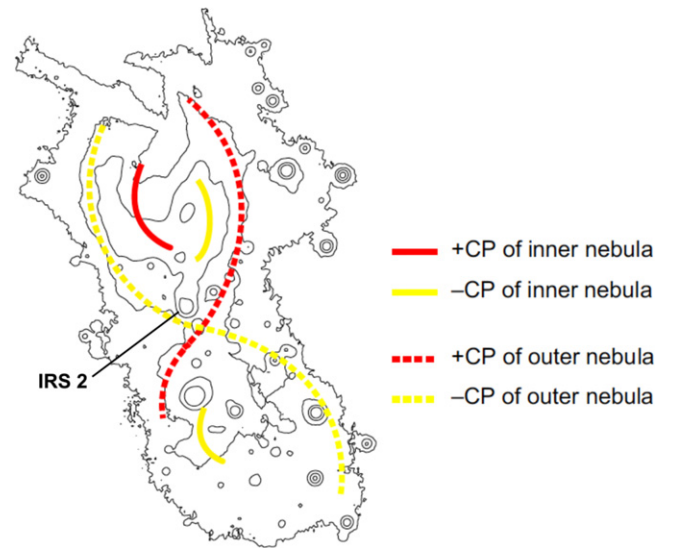 +CP of inner nebula
–CP of inner nebula
+CP of outer nebula
–CP of outer nebula
IRS 2